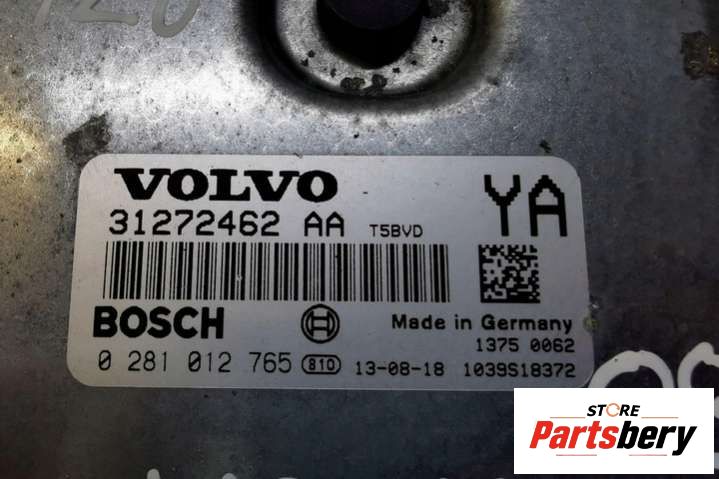 VOLVO
YA
31272462 AA T5BVD
BOSCH
Made in Germany
1375 0062
0 281 012 765 810 13-08-18 1039S18372
STORE
Partsbery